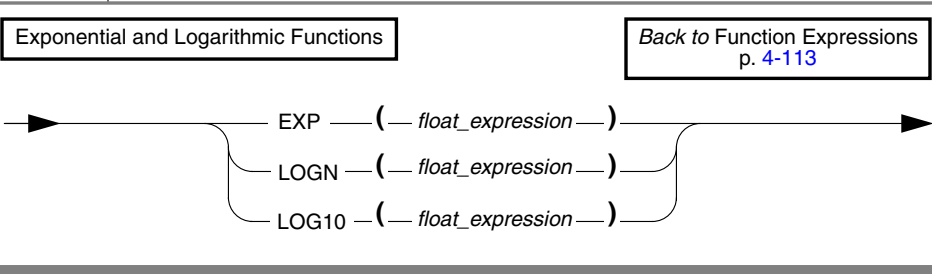 Exponential and Logarithmic Functions
Back to Function Expressions
p. 4-113
EXP ( float_expression )
LOGN ( float_expression )
LOG10 ( float_expression )